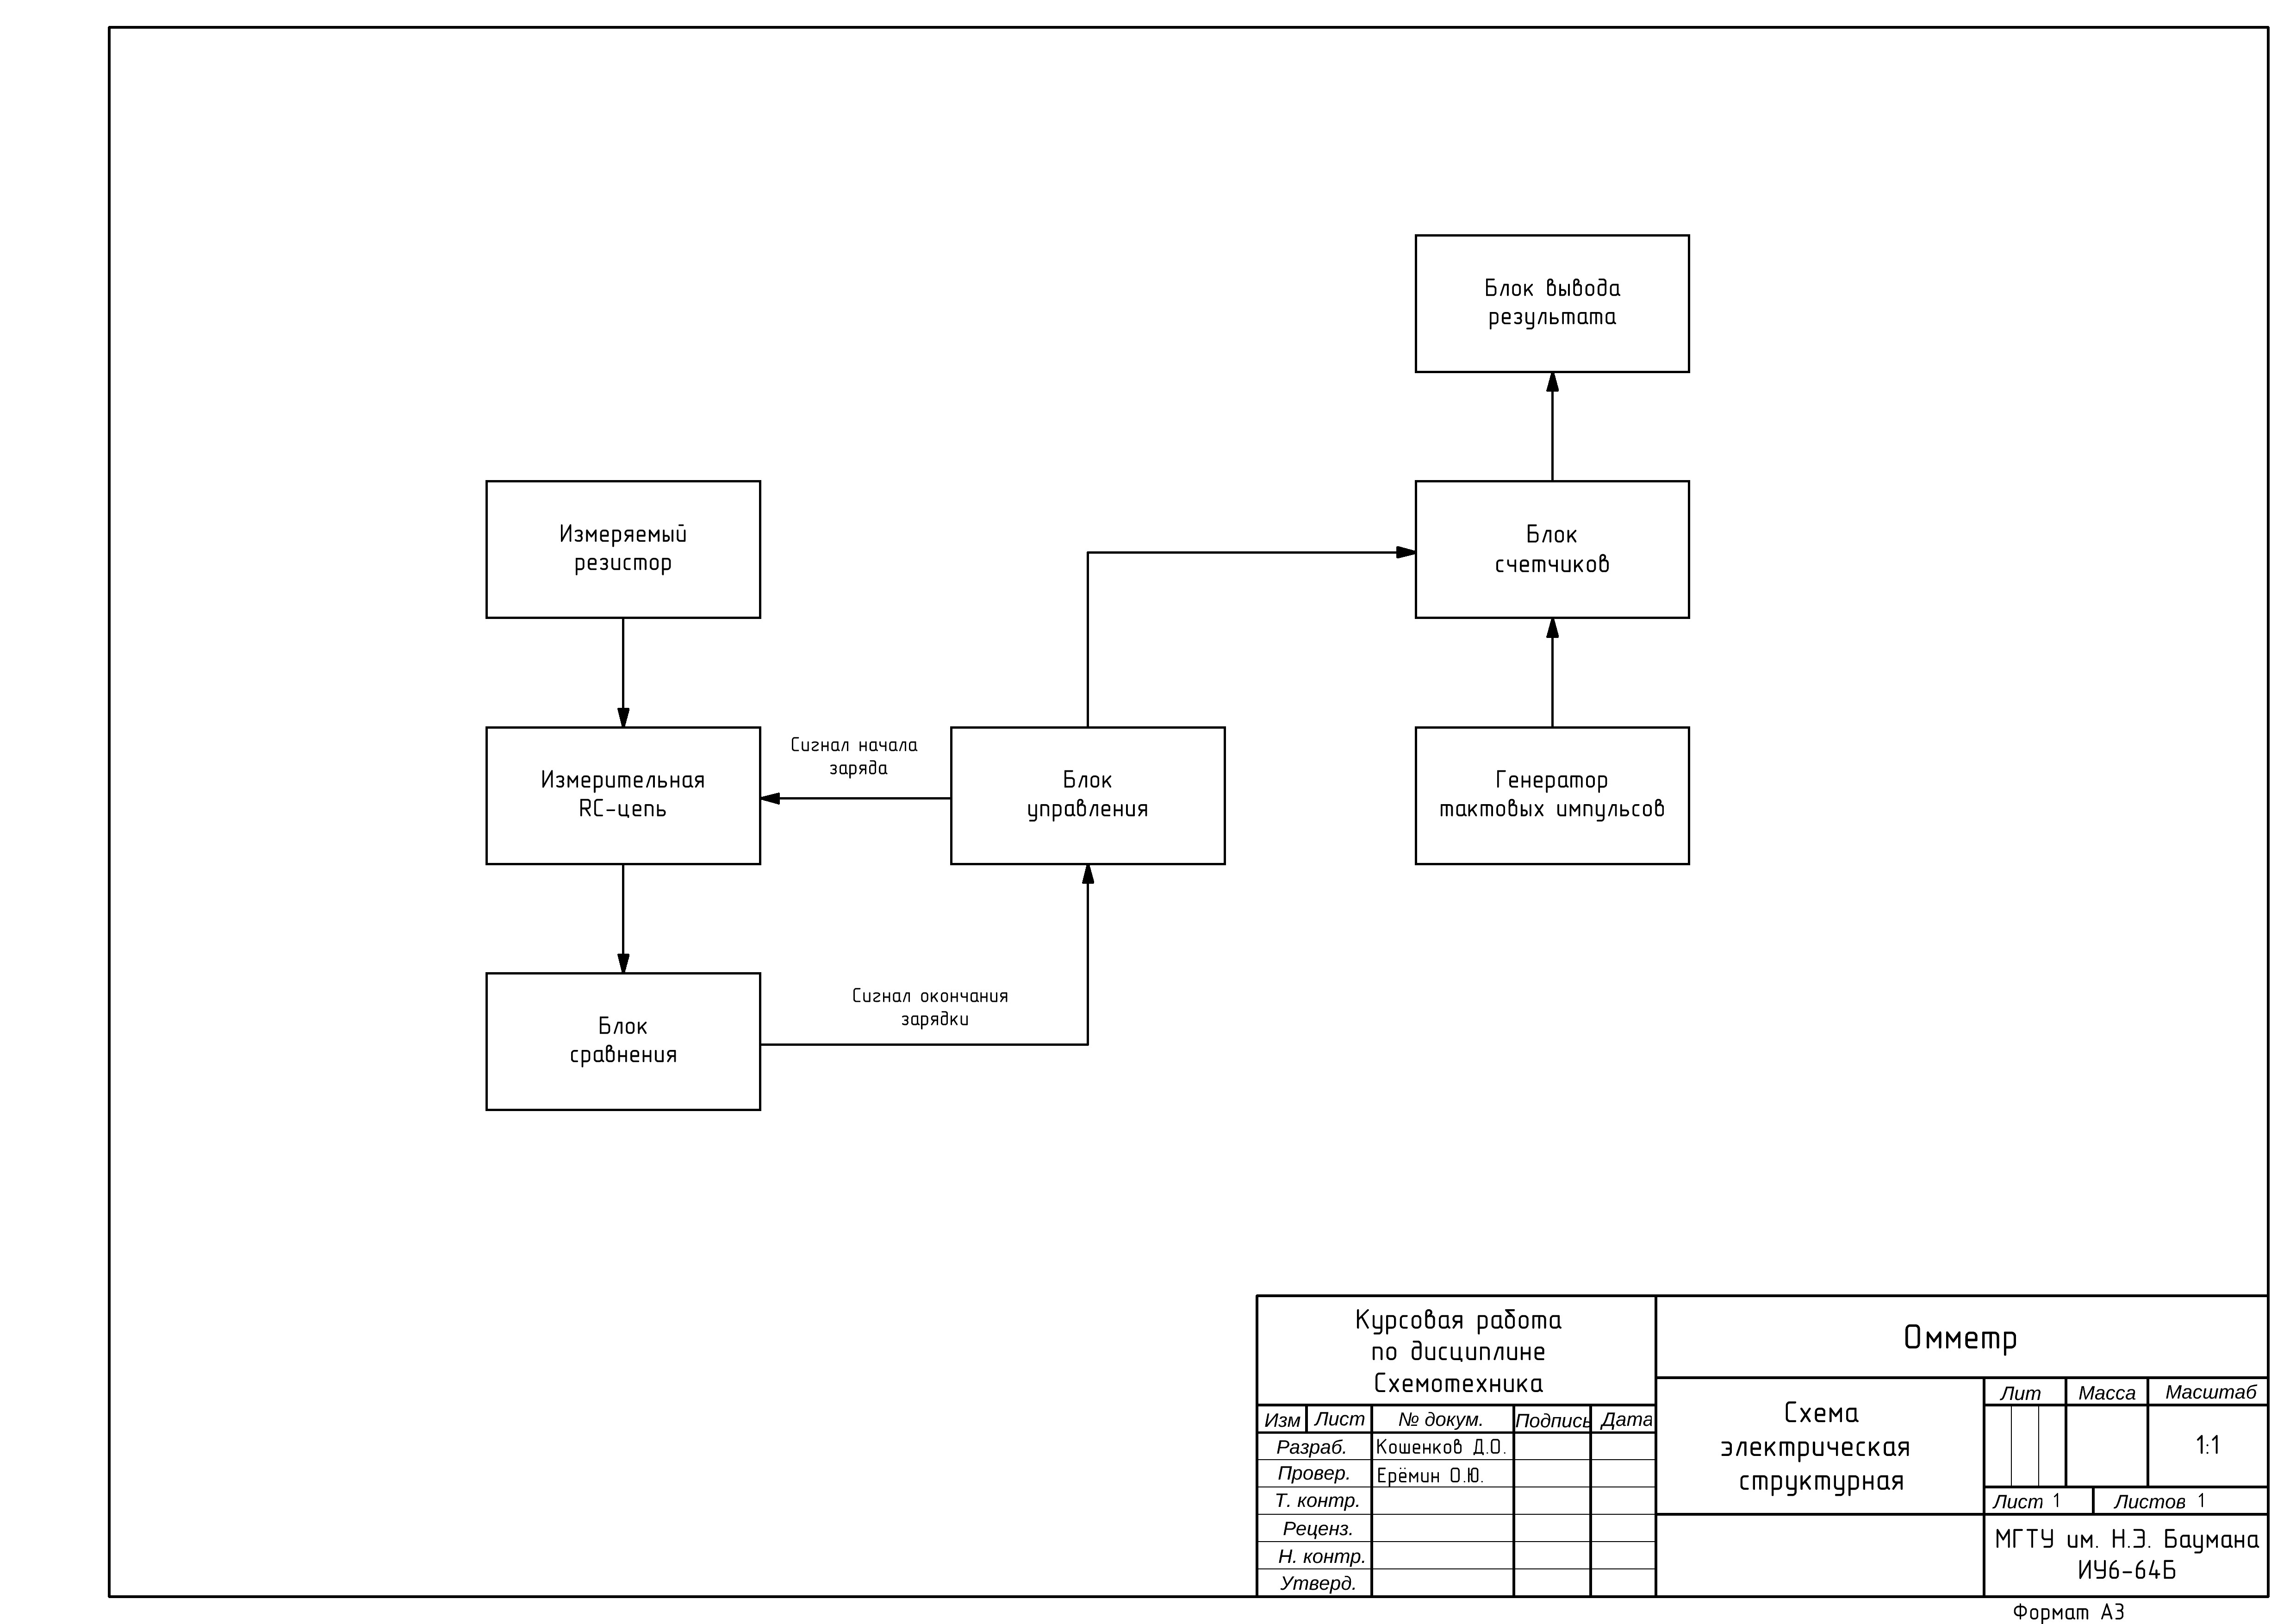 Блок вывода
результата
Измеряемый
резистор
Блок
счетчиков
Сигнал начала
заряда
Измерительная
RC-цепь
Блок
управления
Генератор
тактовых импульсов
Сигнал окончания
зарядки
Блок
сравнения
Курсовая работа
по дисциплине
Схемотехника
Омметр
Изм Лист № докум. Подпись Дата
Разраб. Кошенков Д.О.
Провер. Ерёмин О.Ю.
Т. контр.
Реценз.
Н. контр.
Утверд.
Схема
электрическая
структурная
Лит Масса Масштаб
1:1
Лист 1 Листов 1
МГТУ им. Н.Э. Баумана
ИУ6-64Б
Формат А3